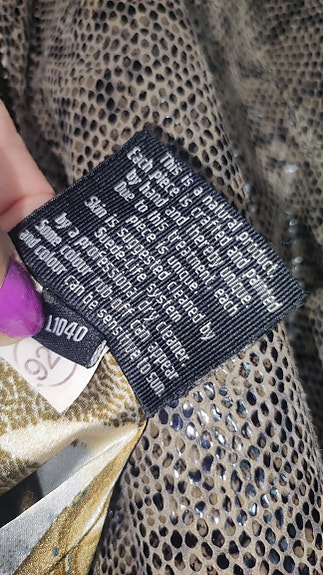 This is a natural product,
Each piece is crafted and painted
by hand and hereby unique.
Due to this treatment each
piece is unique.
Skin is suggested cleaned by
Suede-life system
by a professional dry cleaner
Some colour rub off can appear
and colour can be sensitive to sun
L1040
92